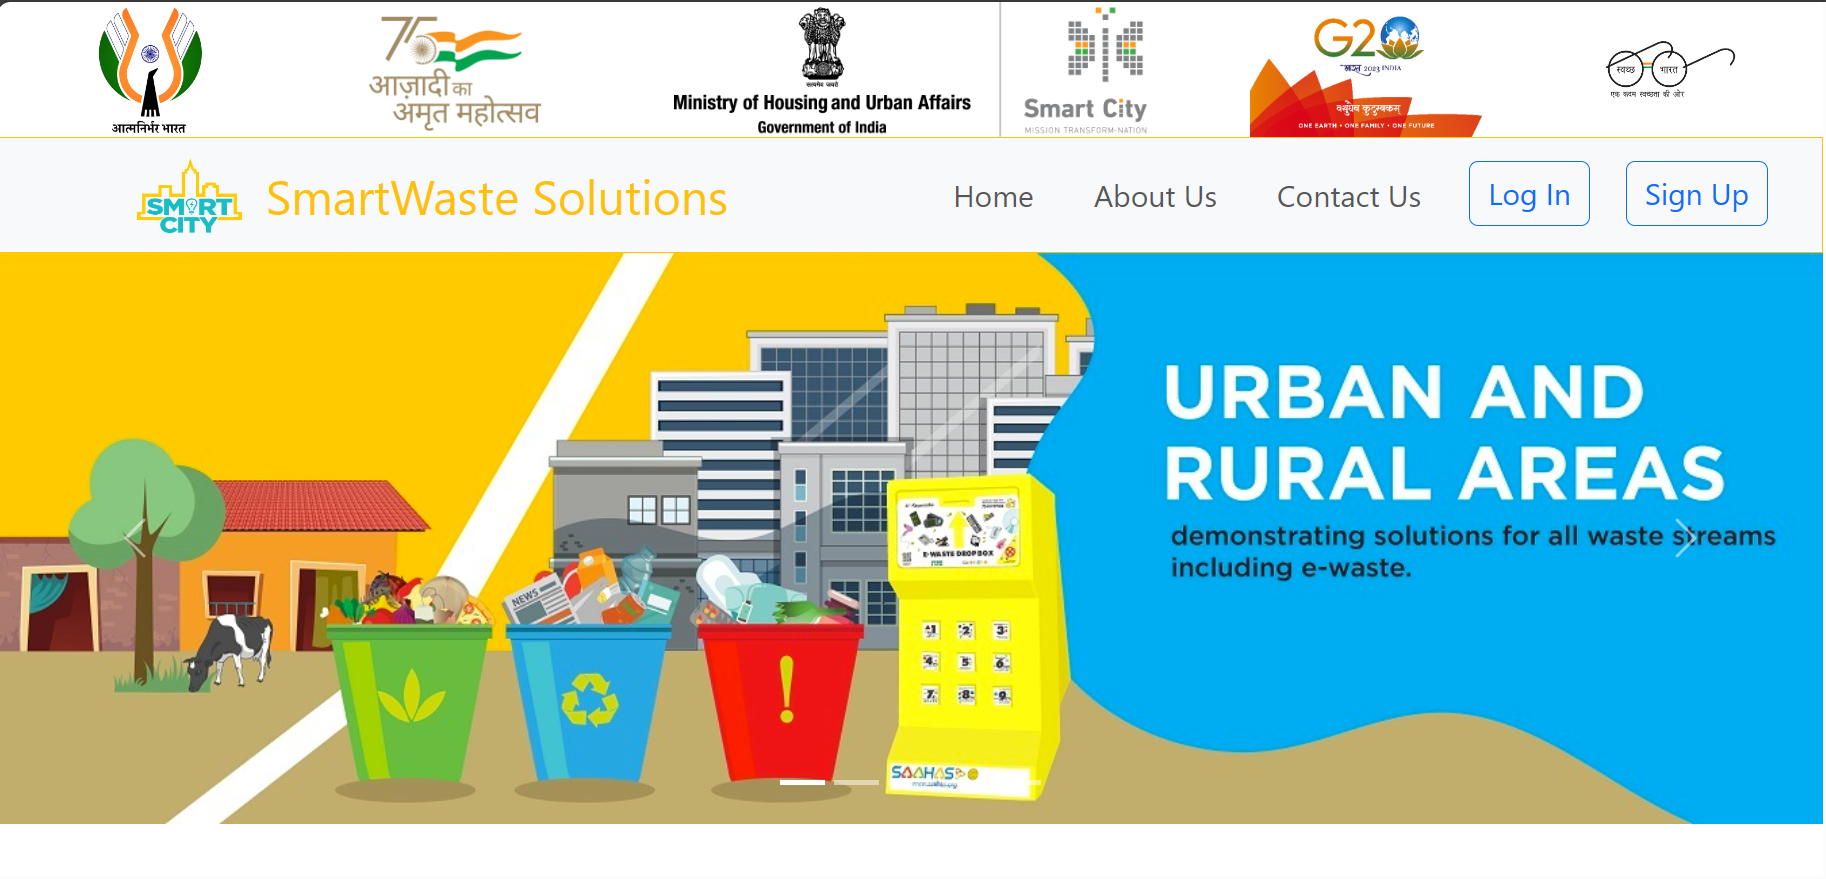 आत्मनिर्भर भारत
75
आज़ादी का
अमृत महोत्सव
सत्यमेव जयते
Ministry of Housing and Urban Affairs
Government of India
Smart City
MISSION TRANSFORM-NATION
G20
भारत 2023 INDIA
वसुधैव कुटुम्बकम्
ONE EARTH • ONE FAMILY • ONE FUTURE
स्वच्छ भारत
एक कदम स्वच्छता की ओर
SMART
CITY
SmartWaste Solutions
Home
About Us
Contact Us
Log In
Sign Up
URBAN AND
RURAL AREAS
demonstrating solutions for all waste streams
including e-waste.
NEWS
E-WASTE DROP BOX
1 2 3
4 5 6
7 8 9
SAAHAS